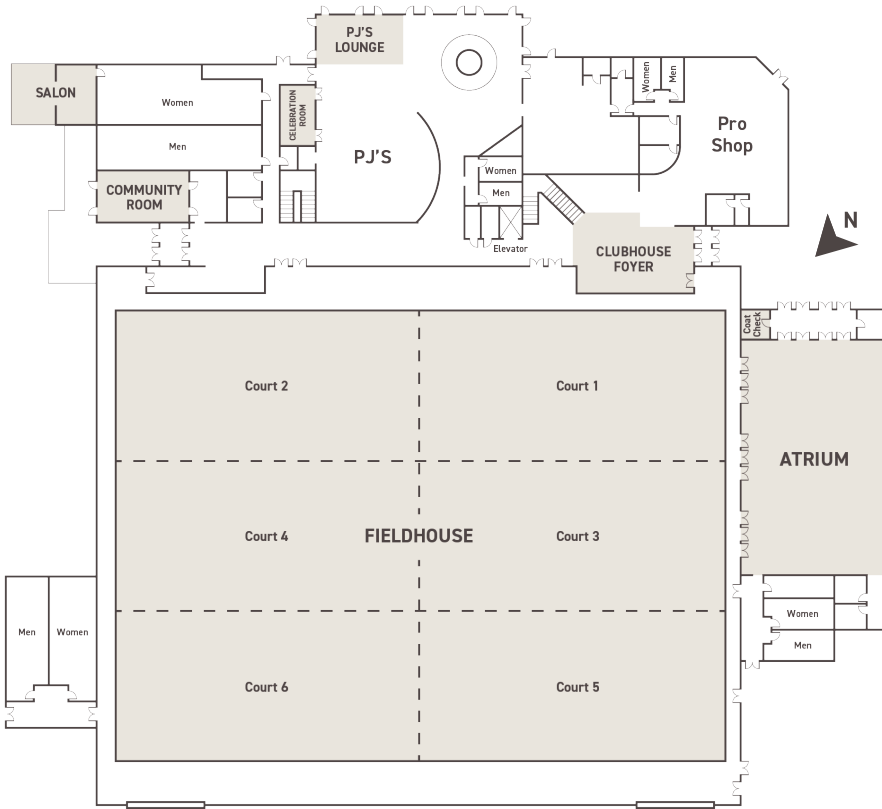 PJ'S
LOUNGE
SALON
Women
Men
CELEBRATION
ROOM
PJ'S
Women
Men
Pro
Shop
COMMUNITY
ROOM
Women
Men
Elevator
N
CLUBHOUSE
FOYER
Coat
Check
Court 2
Court 1
ATRIUM
Court 4
FIELDHOUSE
Court 3
Men
Women
Women
Men
Court 6
Court 5